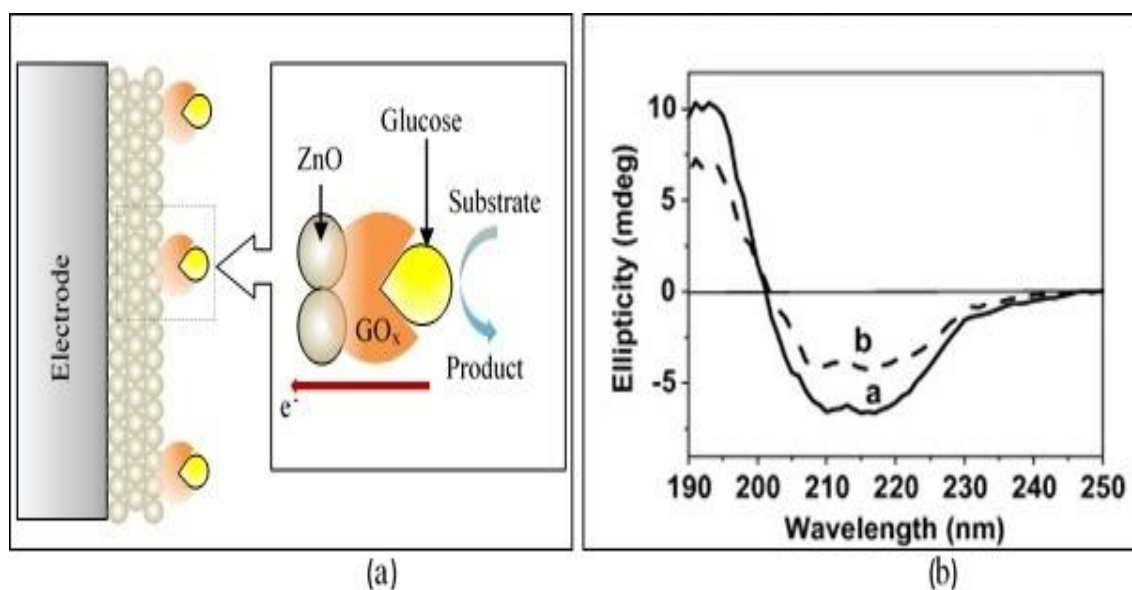 Electrode
ZnO
Glucose
Substrate
GOx
Product
e-
(a)
Ellipticity (mdeg)
10
5
0
-5
b
a
190 200 210 220 230 240 250
Wavelength (nm)
(b)